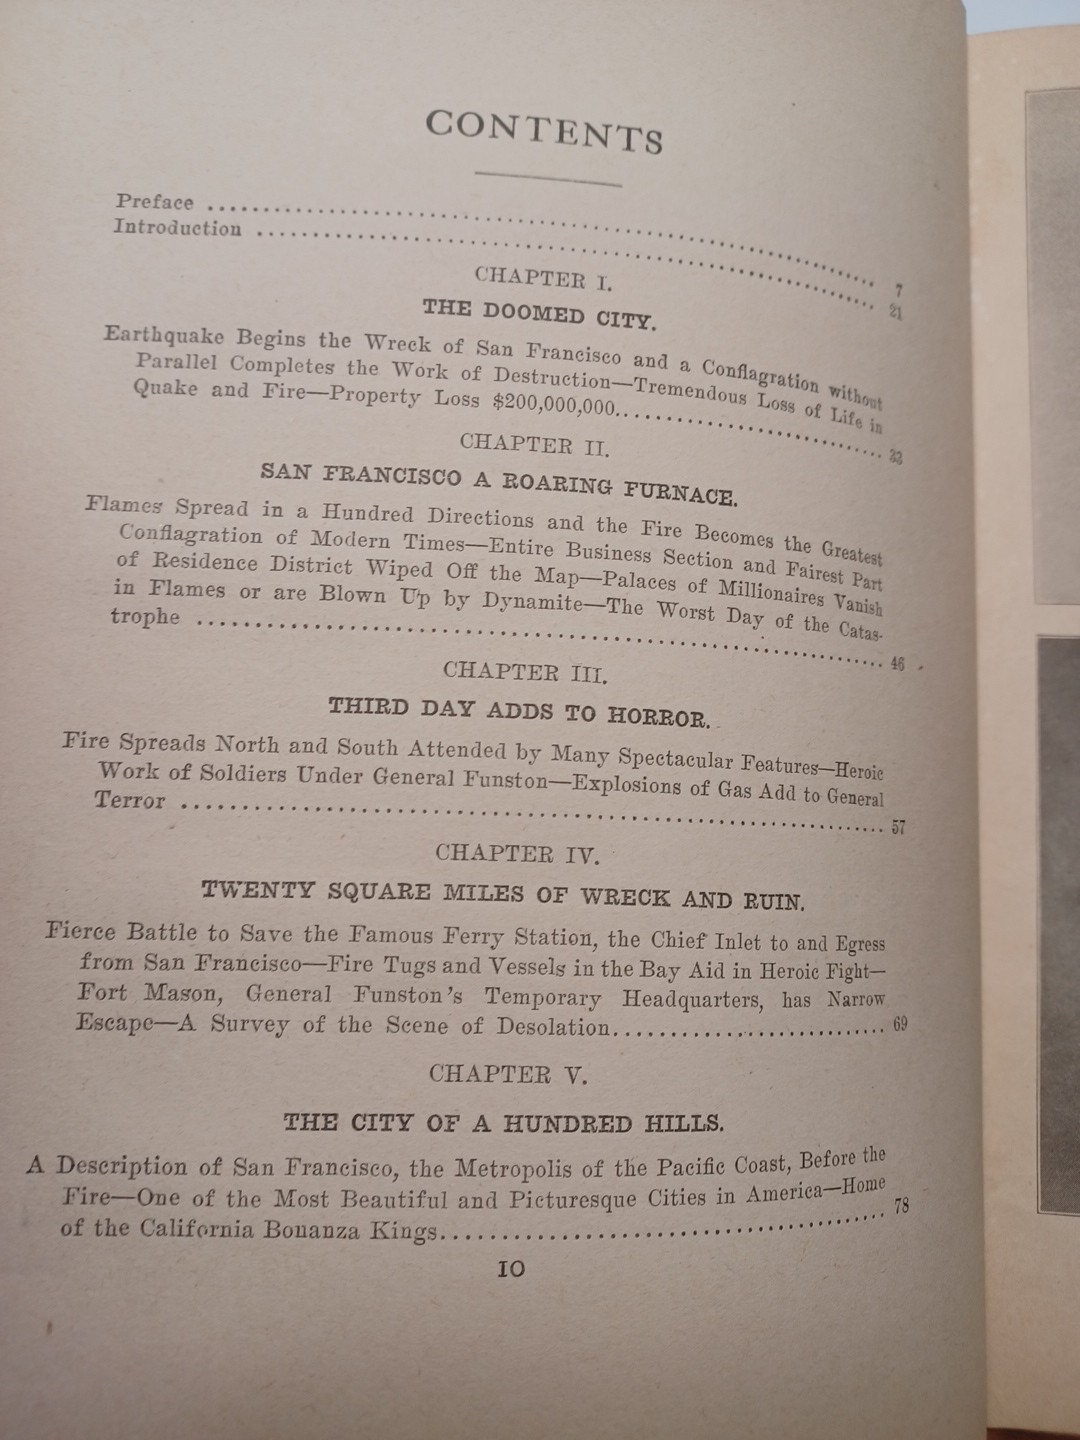 CONTENTS
Preface ........................................ 7
Introduction ........................................ 21
CHAPTER I.
THE DOOMED CITY.
Earthquake Begins the Wreck of San Francisco and a Conflagration without
Parallel Completes the Work of Destruction—Tremendous Loss of Life in
Quake and Fire—Property Loss $200,000,000........................ 33
CHAPTER II.
SAN FRANCISCO A ROARING FURNACE.
Flames Spread in a Hundred Directions and the Fire Becomes the Greatest
Conflagration of Modern Times—Entire Business Section and Fairest Part
of Residence District Wiped Off the Map—Palaces of Millionaires Vanish
in Flames or are Blown Up by Dynamite—The Worst Day of the Catas-
trophe ........................................ 46
CHAPTER III.
THIRD DAY ADDS TO HORROR.
Fire Spreads North and South Attended by Many Spectacular Features—Heroic
Work of Soldiers Under General Funston—Explosions of Gas Add to General
Terror ........................................ 57
CHAPTER IV.
TWENTY SQUARE MILES OF WRECK AND RUIN.
Fierce Battle to Save the Famous Ferry Station, the Chief Inlet to and Egress
from San Francisco—Fire Tugs and Vessels in the Bay Aid in Heroic Fight—
Fort Mason, General Funston's Temporary Headquarters, has Narrow
Escape—A Survey of the Scene of Desolation........................ 69
CHAPTER V.
THE CITY OF A HUNDRED HILLS.
A Description of San Francisco, the Metropolis of the Pacific Coast, Before the
Fire—One of the Most Beautiful and Picturesque Cities in America—Home
of the California Bonanza Kings........................ 78
10